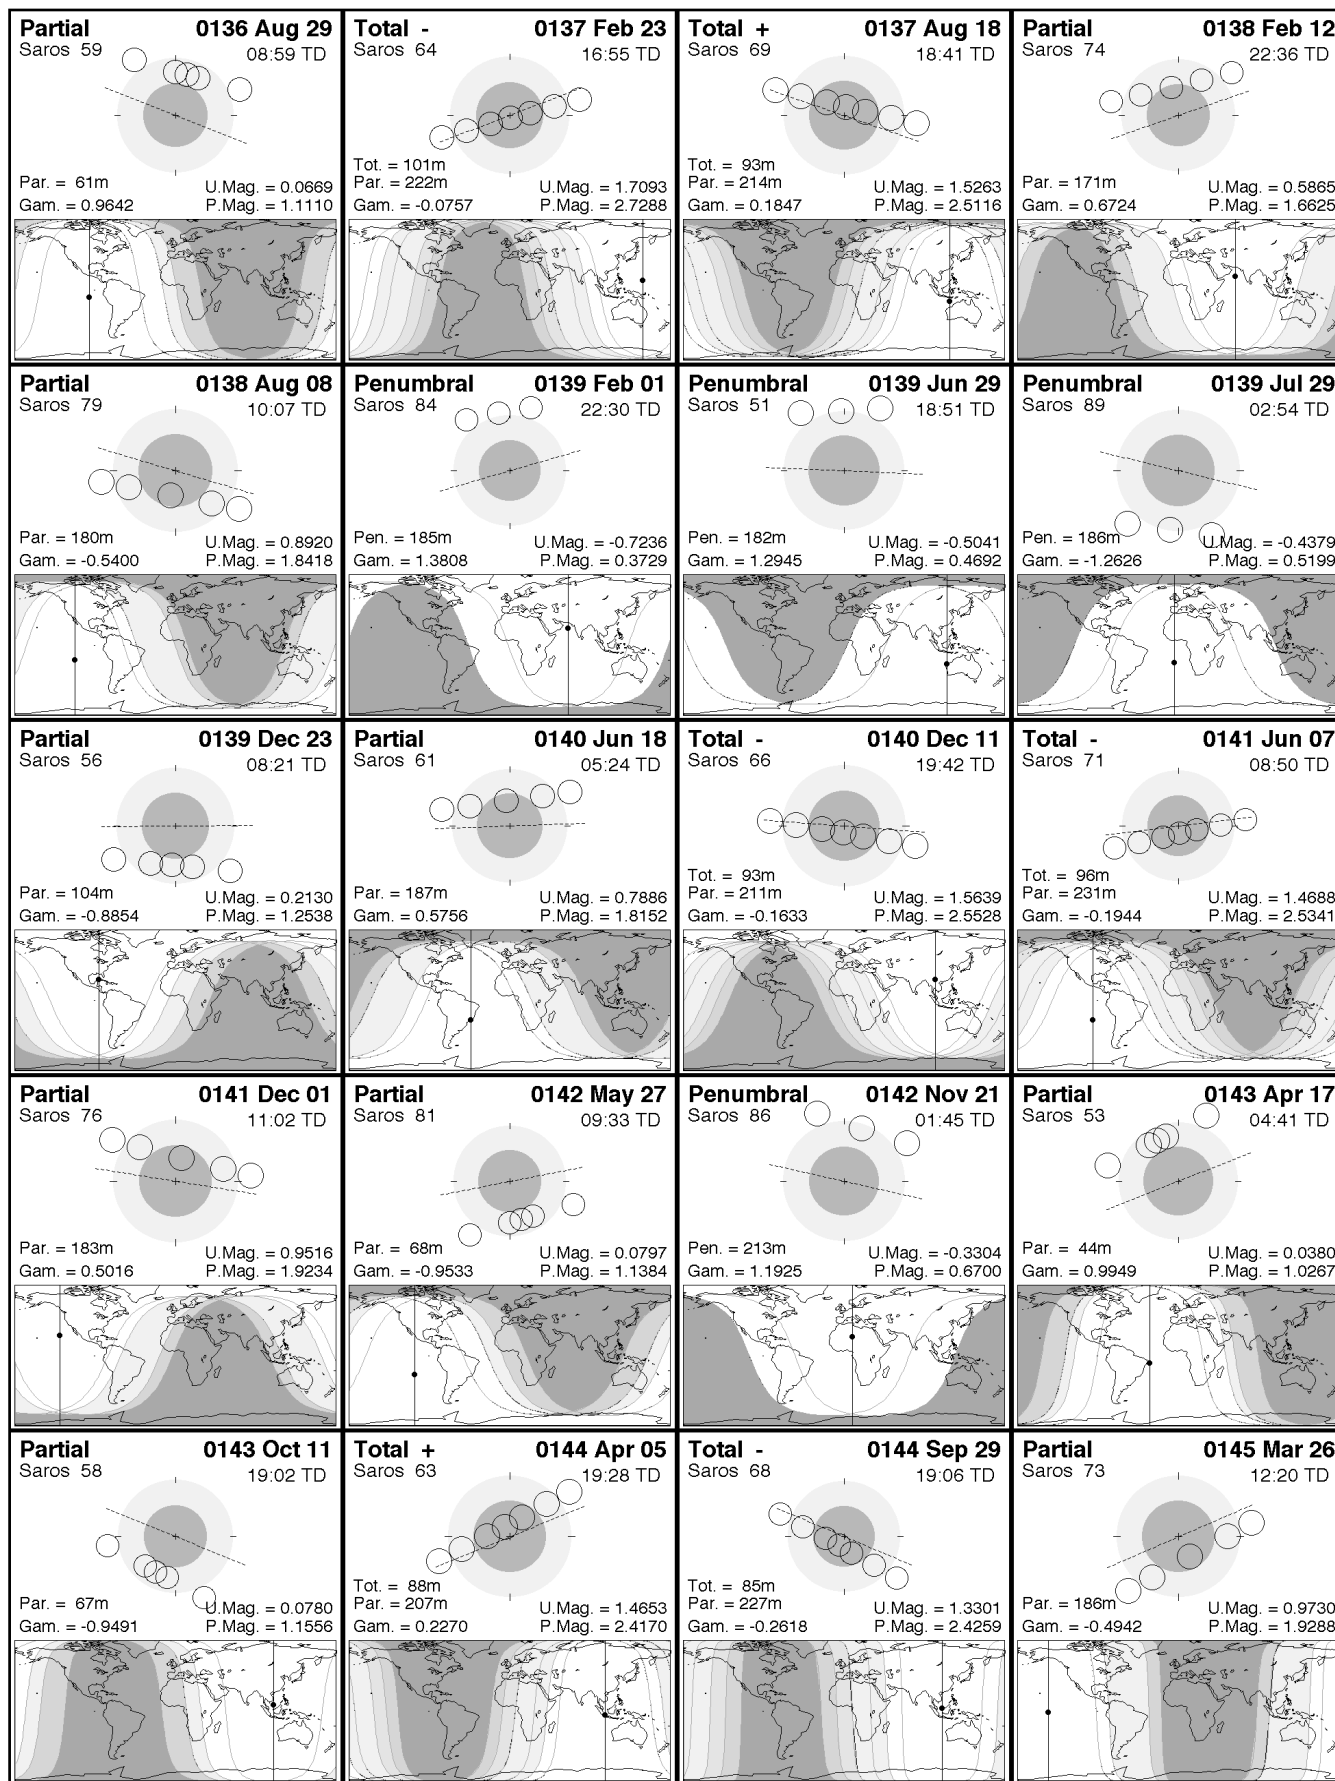 Partial 0136 Aug 29
Saros 59 08:59 TD
Par. = 61m U.Mag. = 0.0669
Gam. = 0.9642 P.Mag. = 1.1110
Total - 0137 Feb 23
Saros 64 16:55 TD
Tot. = 101m
Par. = 222m U.Mag. = 1.7093
Gam. = -0.0757 P.Mag. = 2.7288
Total + 0137 Aug 18
Saros 69 18:41 TD
Tot. = 93m
Par. = 214m U.Mag. = 1.5263
Gam. = 0.1847 P.Mag. = 2.5116
Partial 0138 Feb 12
Saros 74 22:36 TD
Par. = 171m U.Mag. = 0.5865
Gam. = 0.6724 P.Mag. = 1.6625
Partial 0138 Aug 08
Saros 79 10:07 TD
Par. = 180m U.Mag. = 0.8920
Gam. = -0.5400 P.Mag. = 1.8418
Penumbral 0139 Feb 01
Saros 84 22:30 TD
Pen. = 185m U.Mag. = -0.7236
Gam. = 1.3808 P.Mag. = 0.3729
Penumbral 0139 Jun 29
Saros 51 18:51 TD
Pen. = 182m U.Mag. = -0.5041
Gam. = 1.2945 P.Mag. = 0.4692
Penumbral 0139 Jul 29
Saros 89 02:54 TD
Pen. = 186m U.Mag. = -0.4379
Gam. = -1.2626 P.Mag. = 0.5199
Partial 0139 Dec 23
Saros 56 08:21 TD
Par. = 104m U.Mag. = 0.2130
Gam. = -0.8854 P.Mag. = 1.2538
Partial 0140 Jun 18
Saros 61 05:24 TD
Par. = 187m U.Mag. = 0.7886
Gam. = 0.5756 P.Mag. = 1.8152
Total - 0140 Dec 11
Saros 66 19:42 TD
Tot. = 93m
Par. = 211m U.Mag. = 1.5639
Gam. = -0.1633 P.Mag. = 2.5528
Total - 0141 Jun 07
Saros 71 08:50 TD
Tot. = 96m
Par. = 231m U.Mag. = 1.4688
Gam. = -0.1944 P.Mag. = 2.5341
Partial 0141 Dec 01
Saros 76 11:02 TD
Par. = 183m U.Mag. = 0.9516
Gam. = 0.5016 P.Mag. = 1.9234
Partial 0142 May 27
Saros 81 09:33 TD
Par. = 68m U.Mag. = 0.0797
Gam. = -0.9533 P.Mag. = 1.1384
Penumbral 0142 Nov 21
Saros 86 01:45 TD
Pen. = 213m U.Mag. = -0.3304
Gam. = 1.1925 P.Mag. = 0.6700
Partial 0143 Apr 17
Saros 53 04:41 TD
Par. = 44m U.Mag. = 0.0380
Gam. = 0.9949 P.Mag. = 1.0267
Partial 0143 Oct 11
Saros 58 19:02 TD
Par. = 67m U.Mag. = 0.0780
Gam. = -0.9491 P.Mag. = 1.1556
Total + 0144 Apr 05
Saros 63 19:28 TD
Tot. = 88m
Par. = 207m U.Mag. = 1.4653
Gam. = 0.2270 P.Mag. = 2.4170
Total - 0144 Sep 29
Saros 68 19:06 TD
Tot. = 85m
Par. = 227m U.Mag. = 1.3301
Gam. = -0.2618 P.Mag. = 2.4259
Partial 0145 Mar 26
Saros 73 12:20 TD
Par. = 186m U.Mag. = 0.9730
Gam. = -0.4942 P.Mag. = 1.9288